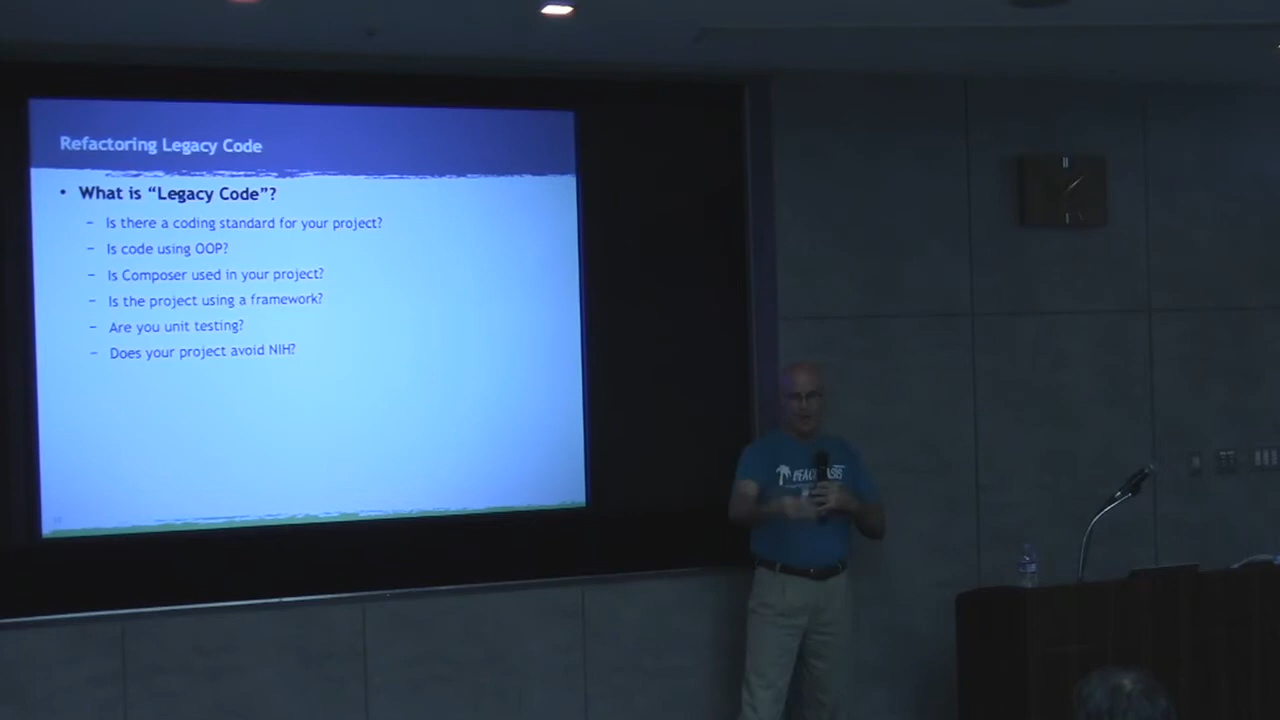 Refactoring Legacy Code
• What is “Legacy Code”?
– Is there a coding standard for your project?
– Is code using OOP?
– Is Composer used in your project?
– Is the project using a framework?
– Are you unit testing?
– Does your project avoid NIH?